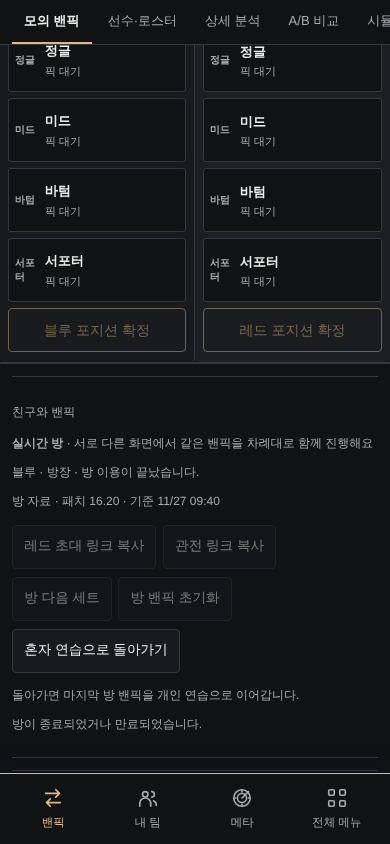 모의 밴픽 선수·로스터 상세 분석 A/B 비교
정글 정글 픽 대기 정글 정글 픽 대기
미드 미드 픽 대기 미드 미드 픽 대기
바텀 바텀 픽 대기 바텀 바텀 픽 대기
서포터 서포터 픽 대기 서포터 서포터 픽 대기
블루 포지션 확정 레드 포지션 확정
친구와 밴픽
실시간 방 · 서로 다른 화면에서 같은 밴픽을 차례대로 함께 진행해요
블루 · 방장 · 방 이용이 끝났습니다.
방 자료 · 패치 16.20 · 기준 11/27 09:40
레드 초대 링크 복사 관전 링크 복사
방 다음 세트 방 밴픽 초기화
혼자 연습으로 돌아가기
돌아가면 마지막 방 밴픽을 개인 연습으로 이어갑니다.
방이 종료되었거나 만료되었습니다.
밴픽 내 팀 메타 전체 메뉴